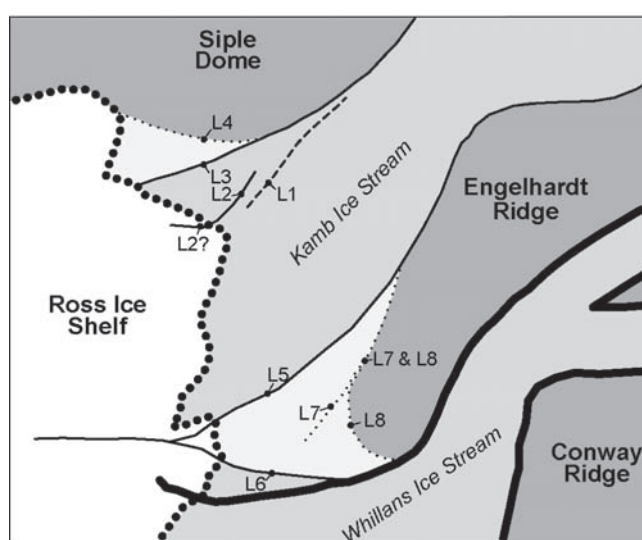 Siple
Dome
L4
L3
L2
L1
L2?
Kamb Ice Stream
Engelhardt
Ridge
Ross Ice
Shelf
L5
L7 & L8
L7
L8
L6
Whillans Ice Stream
Conway
Ridge